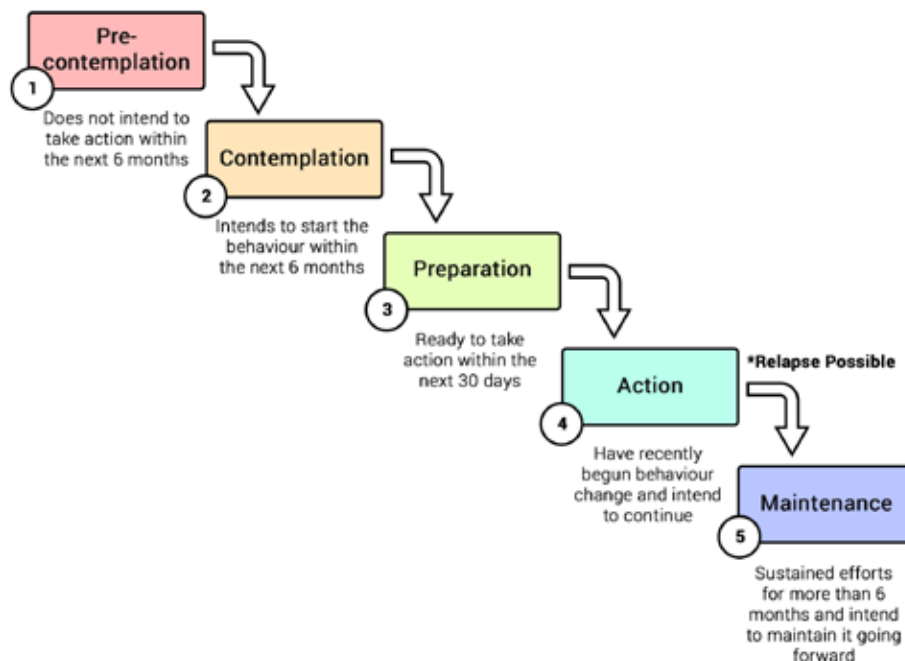 Pre-
contemplation
1
Does not intend to
take action within
the next 6 months
Contemplation
2
Intends to start the
behaviour within
the next 6 months
Preparation
3
Ready to take
action within the
next 30 days
*Relapse Possible
Action
4
Have recently
begun behaviour
change and intend
to continue
Maintenance
5
Sustained efforts
for more than 6
months and intend
to maintain it going
forward